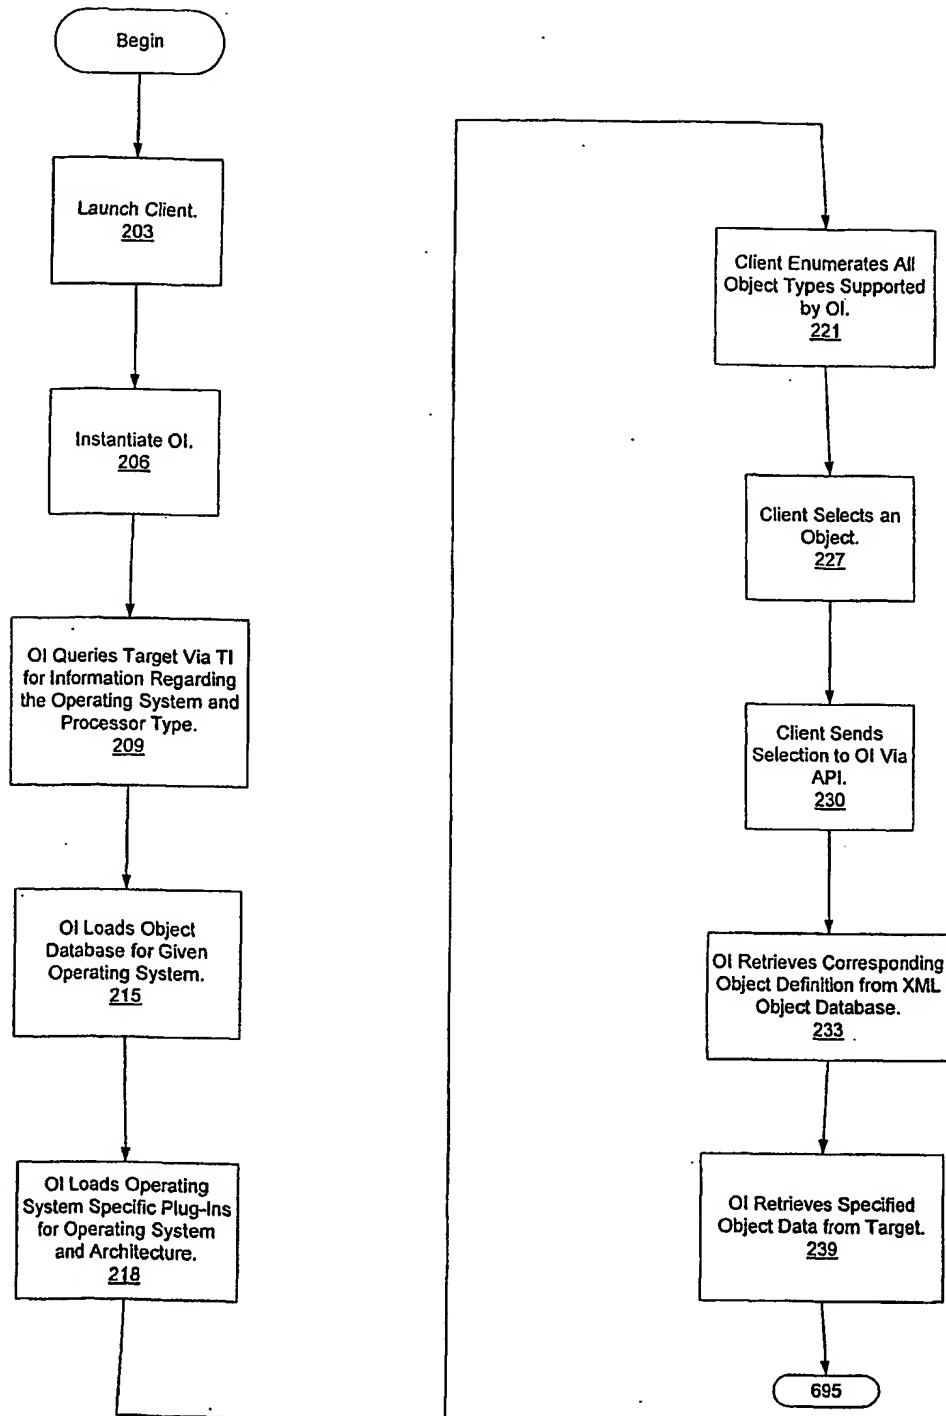 Begin
Launch Client.
203
Instantiate OI.
206
OI Queries Target Via TI
for Information Regarding
the Operating System and
Processor Type.
209
OI Loads Object
Database for Given
Operating System.
215
OI Loads Operating
System Specific Plug-Ins
for Operating System
and Architecture.
218
Client Enumerates All
Object Types Supported
by OI.
221
Client Selects an
Object.
227
Client Sends
Selection to OI Via
API.
230
OI Retrieves Corresponding
Object Definition from XML
Object Database.
233
OI Retrieves Specified
Object Data from Target.
239
695